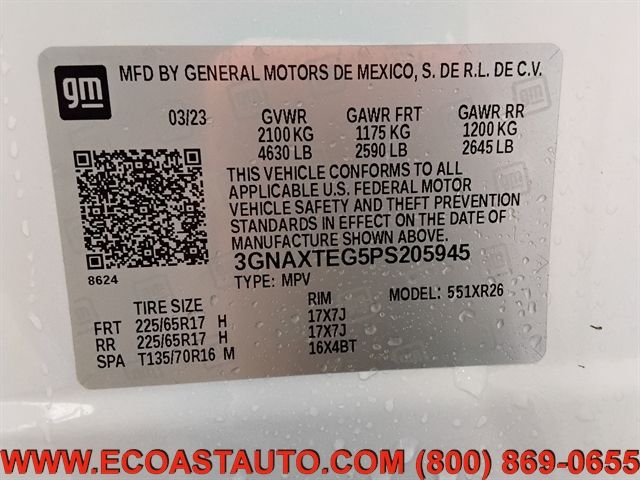 gm
MFD BY GENERAL MOTORS DE MEXICO, S. DE R.L. DE C.V.
03/23 GVWR GAWR FRT GAWR RR
2100 KG 1175 KG 1200 KG
4630 LB 2590 LB 2645 LB
THIS VEHICLE CONFORMS TO ALL
APPLICABLE U.S. FEDERAL MOTOR
VEHICLE SAFETY AND THEFT PREVENTION
STANDARDS IN EFFECT ON THE DATE OF
MANUFACTURE SHOWN ABOVE.
3GNAXTEG5PS205945
8624 TYPE: MPV
MODEL: 551XR26
TIRE SIZE RIM
FRT 225/65R17 H 17X7J
RR 225/65R17 H 17X7J
SPA T135/70R16 M 16X4BT
WWW.ECOASTAUTO.COM (800) 869-0655